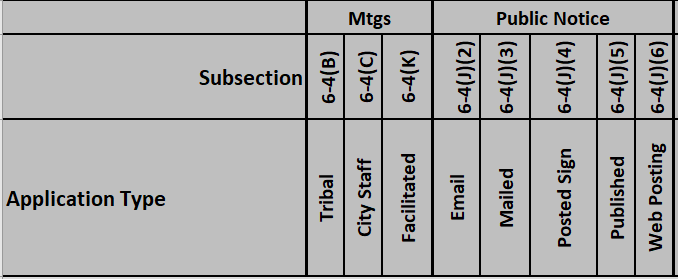 Mtgs Public Notice
Subsection 6-4(B) 6-4(C) 6-4(K) 6-4(J)(2) 6-4(J)(3) 6-4(J)(4) 6-4(J)(5) 6-4(J)(6)
Application Type Tribal City Staff Facilitated Email Mailed Posted Sign Published Web Posting